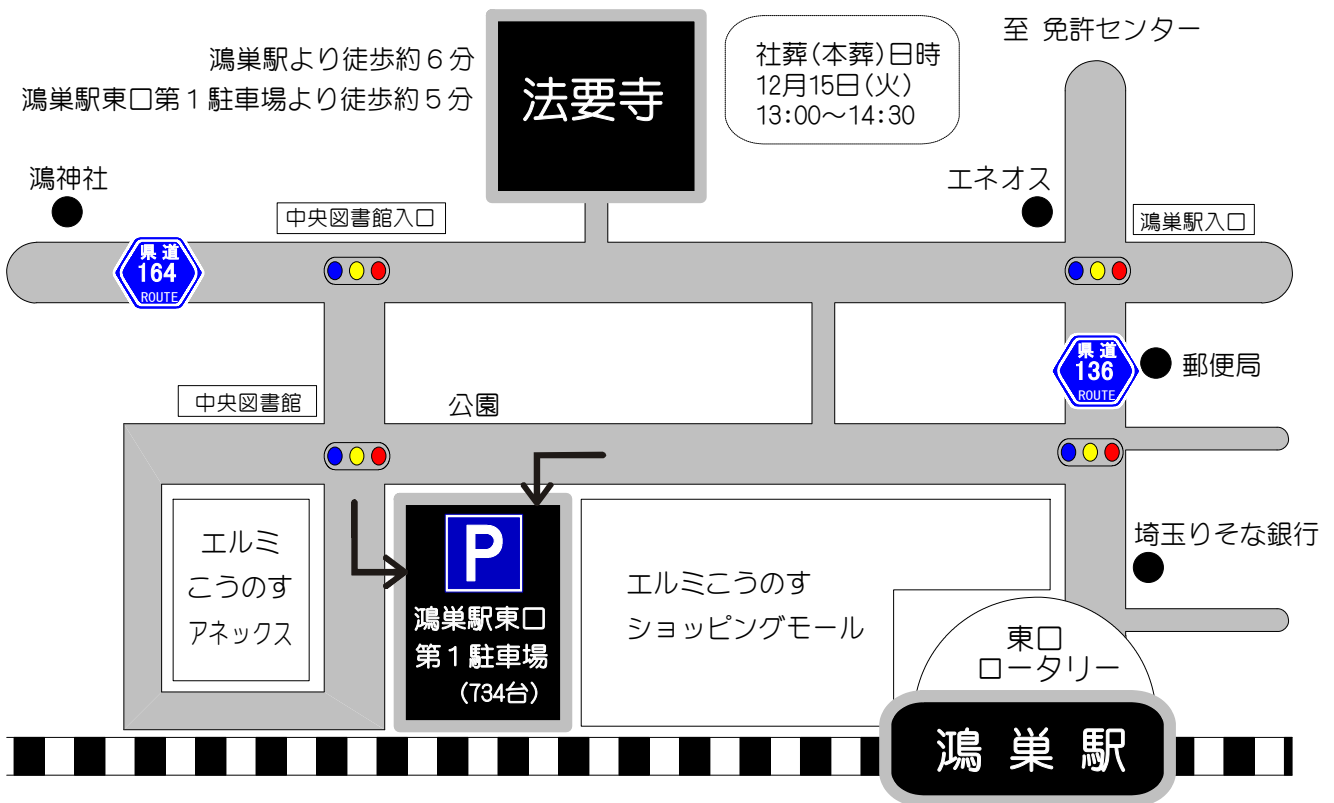 至 免許センター
鴻巣駅より徒歩約6分
鴻巣駅東口第1駐車場より徒歩約5分
法要寺
社葬(本葬)日時
12月15日(火)
13:00～14:30
鴻神社
エネオス
中央図書館入口
鴻巣駅入口
県道
164
ROUTE
県道
136
ROUTE
郵便局
中央図書館
公園
P
鴻巣駅東口
第1駐車場
(734台)
エルミ
こうのす
アネックス
エルミこうのす
ショッピングモール
埼玉りそな銀行
東口
ロータリー
鴻巣駅